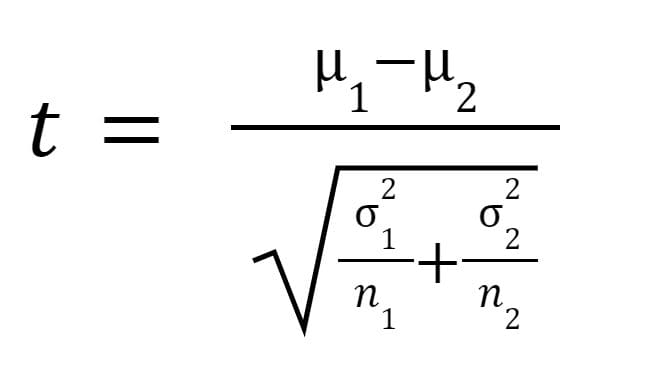 t = (μ₁−μ₂) / √(σ₁²/n₁ + σ₂²/n₂)